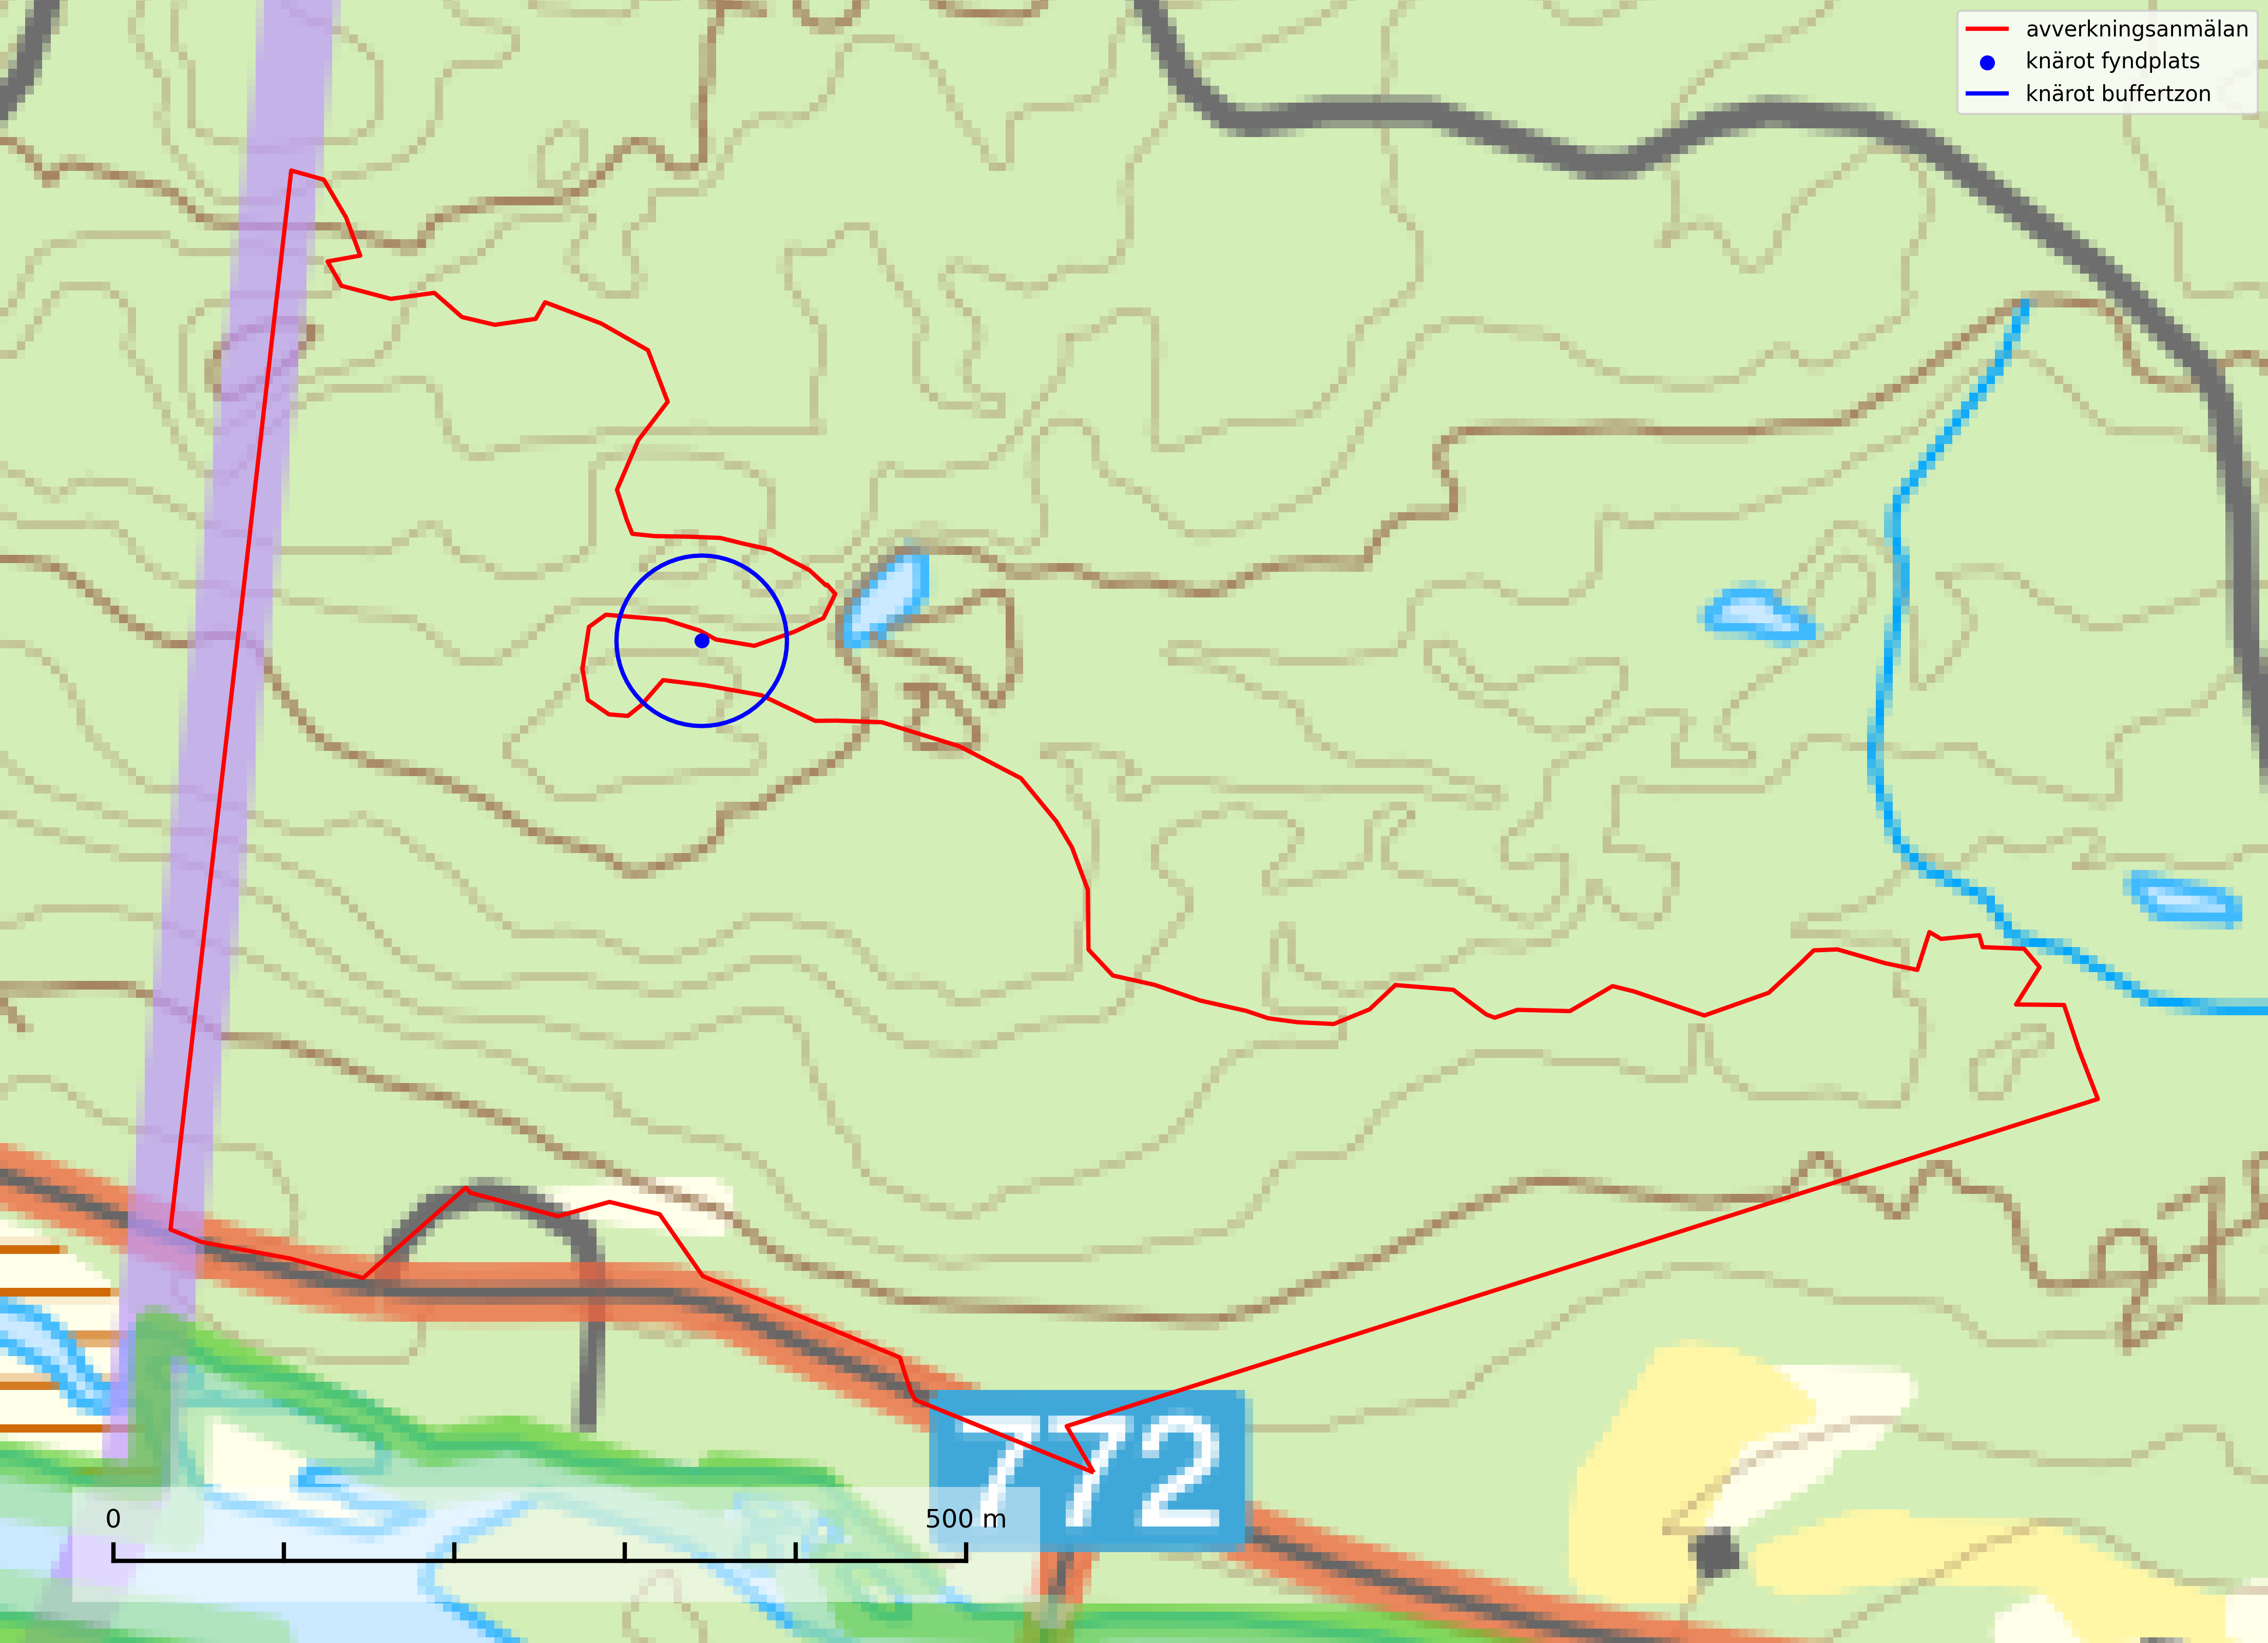 avverkningsanmälan
knärot fyndplats
knärot buffertzon
772
0 500 m